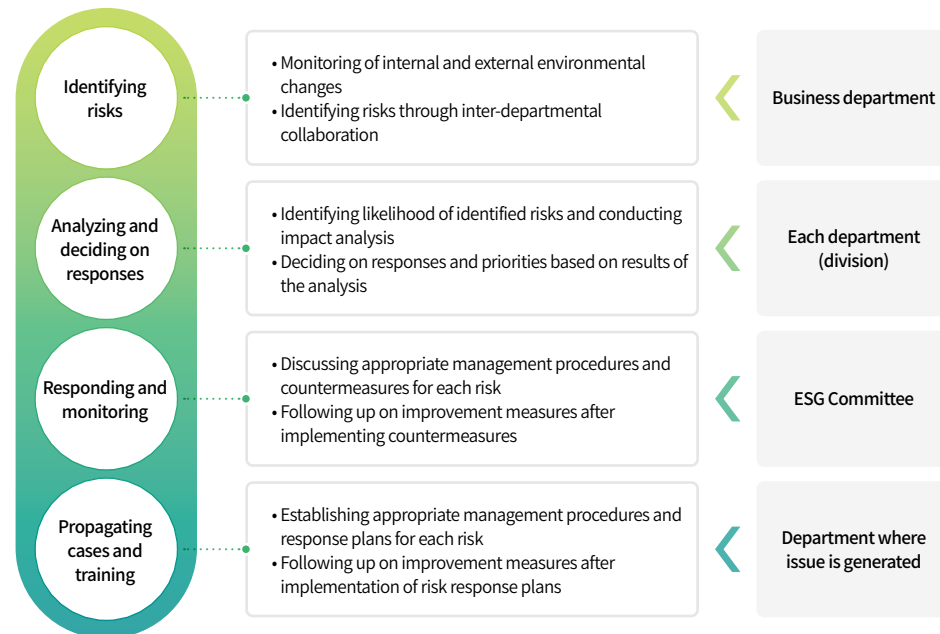 Identifying
risks
• Monitoring of internal and external environmental
changes
• Identifying risks through inter-departmental
collaboration
Business department
Analyzing and
deciding on
responses
• Identifying likelihood of identified risks and conducting
impact analysis
• Deciding on responses and priorities based on results of
the analysis
Each department
(division)
Responding and
monitoring
• Discussing appropriate management procedures and
countermeasures for each risk
• Following up on improvement measures after
implementing countermeasures
ESG Committee
Propagating
cases and
training
• Establishing appropriate management procedures and
response plans for each risk
• Following up on improvement measures after
implementation of risk response plans
Department where
issue is generated